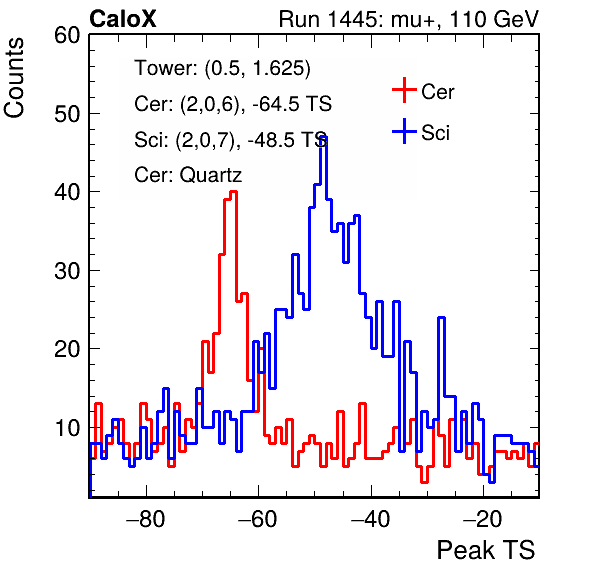 CaloX Run 1445: mu+, 110 GeV
Counts
60
50
40
30
20
10
Tower: (0.5, 1.625)
Cer: (2,0,6), -64.5 TS
Sci: (2,0,7), -48.5 TS
Cer: Quartz
Cer
Sci
−80 −60 −40 −20
Peak TS